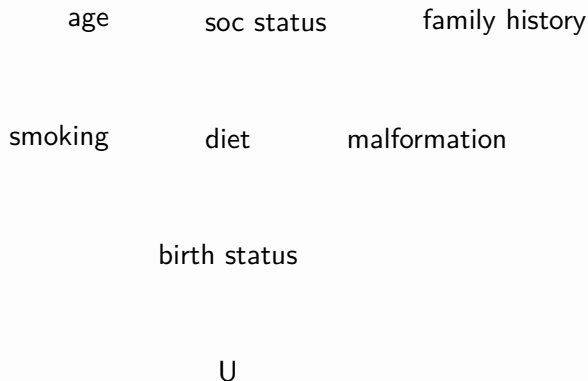 age soc status family history
smoking diet malformation
birth status
U